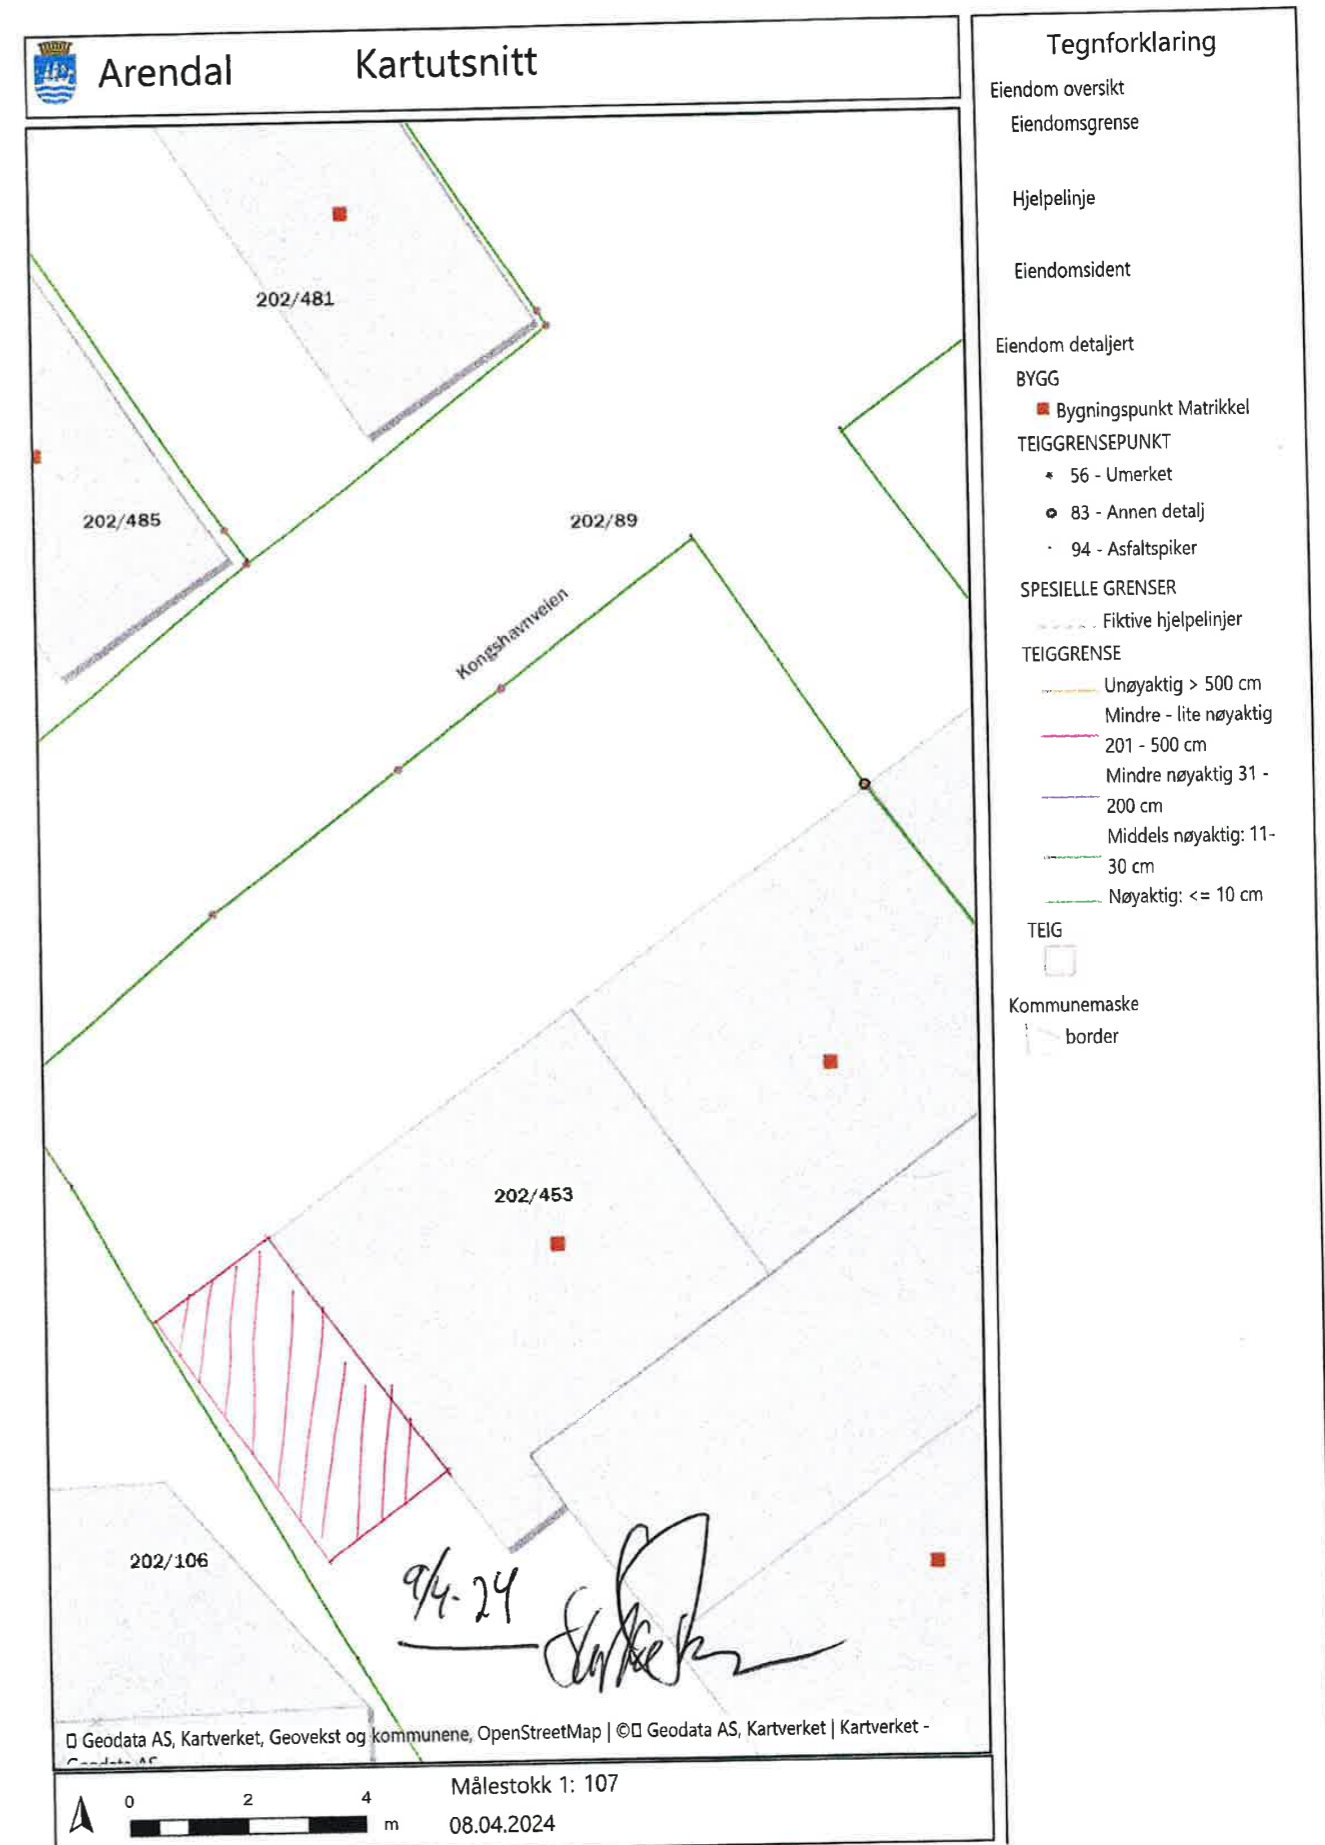 Arendal Kartutsnitt
202/481
202/485
202/89
Kongshavnveien
202/453
202/106
9/4-24
▯ Geodata AS, Kartverket, Geovekst og kommunene, OpenStreetMap | ©▯ Geodata AS, Kartverket | Kartverket -
Geodata AS
0 2 4
m
Målestokk 1: 107
08.04.2024
Tegnforklaring
Eiendom oversikt
Eiendomsgrense
Hjelpelinje
Eiendomsident
Eiendom detaljert
BYGG
Bygningspunkt Matrikkel
TEIGGRENSEPUNKT
56 - Umerket
83 - Annen detalj
94 - Asfaltspiker
SPESIELLE GRENSER
Fiktive hjelpelinjer
TEIGGRENSE
Unøyaktig > 500 cm
Mindre - lite nøyaktig
201 - 500 cm
Mindre nøyaktig 31 -
200 cm
Middels nøyaktig: 11-
30 cm
Nøyaktig: <= 10 cm
TEIG
Kommunemaske
border